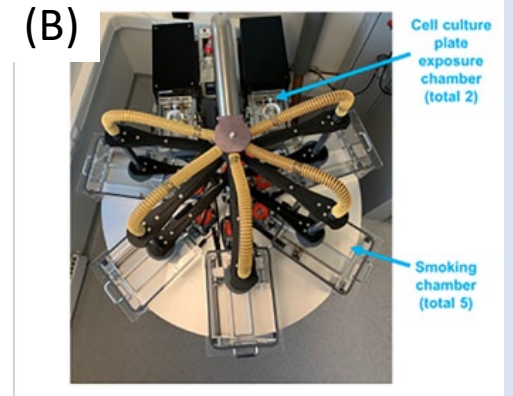 (B)
Cell culture
plate
exposure
chamber
(total 2)
Smoking
chamber
(total 5)